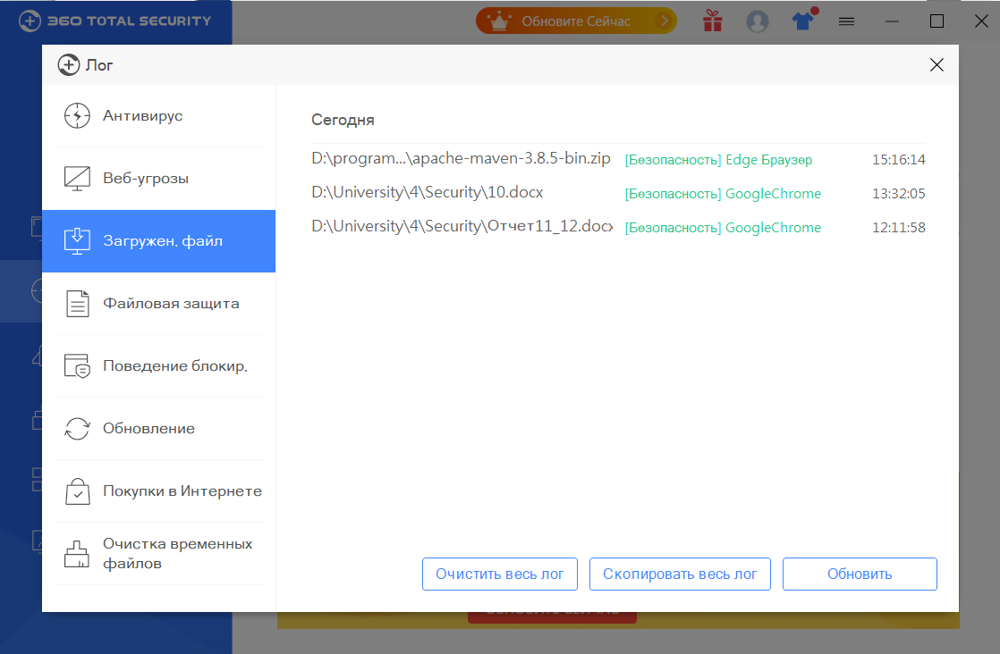 360 TOTAL SECURITY
Обновите Сейчас
Лог
Антивирус
Веб-угрозы
Загружен. файл
Файловая защита
Поведение блокир.
Обновление
Покупки в Интернете
Очистка временных
файлов
Сегодня
D:\program...\apache-maven-3.8.5-bin.zip [Безопасность] Edge Браузер 15:16:14
D:\University\4\Security\10.docx [Безопасность] GoogleChrome 13:32:05
D:\University\4\Security\Отчет11_12.docx [Безопасность] GoogleChrome 12:11:58
Очистить весь лог
Скопировать весь лог
Обновить